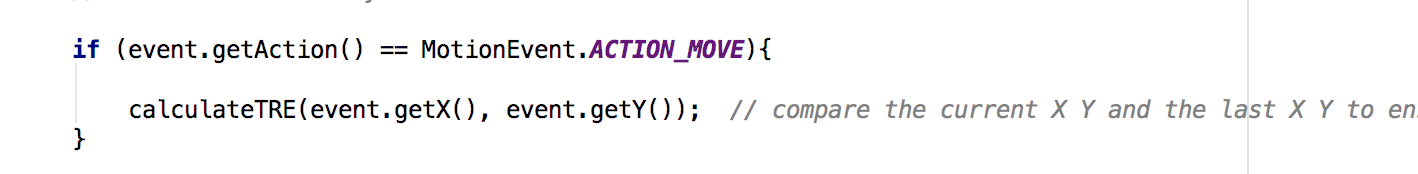 if (event.getAction() == MotionEvent.ACTION_MOVE){
calculateTRE(event.getX(), event.getY()); // compare the current X Y and the last X Y to en
}